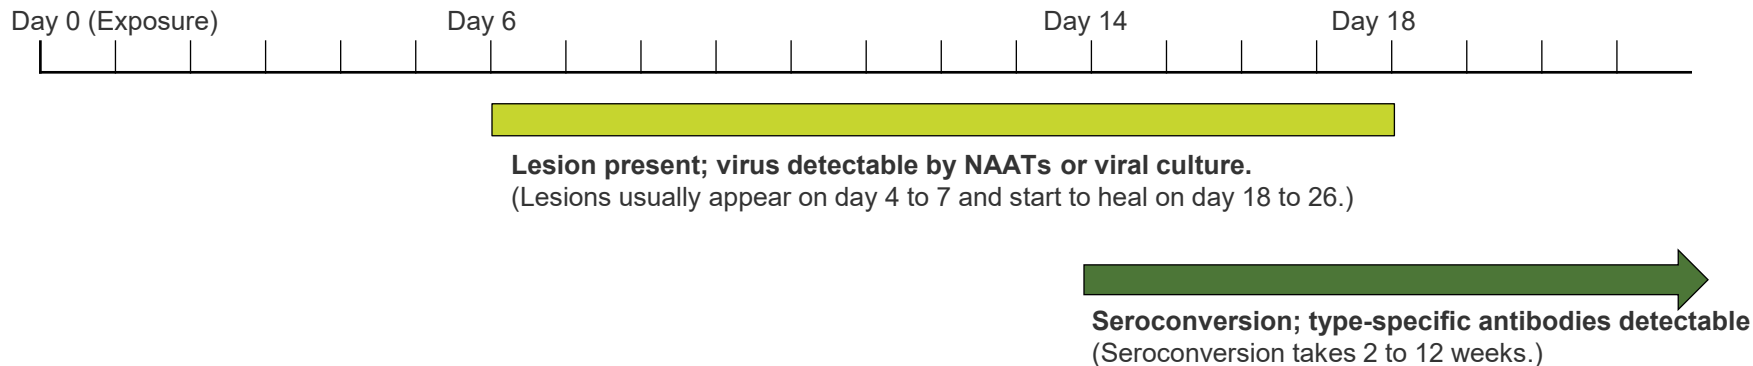 Day 0 (Exposure) Day 6 Day 14 Day 18
Lesion present; virus detectable by NAATs or viral culture.
(Lesions usually appear on day 4 to 7 and start to heal on day 18 to 26.)
Seroconversion; type-specific antibodies detectable
(Seroconversion takes 2 to 12 weeks.)